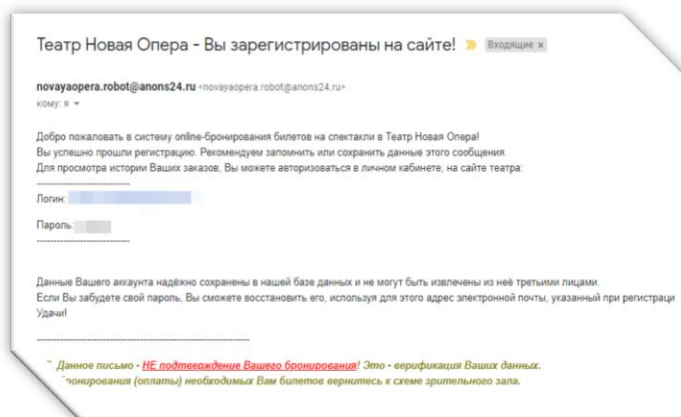 Театр Новая Опера - Вы зарегистрированы на сайте! Входящие x
novayaopera.robot@anons24.ru <novayaopera.robot@anons24.ru>
кому: я
Добро пожаловать в систему online-бронирования билетов на спектакли в Театр Новая Опера!
Вы успешно прошли регистрацию. Рекомендуем запомнить или сохранить данные этого сообщения.
Для просмотра истории Ваших заказов, Вы можете авторизоваться в личном кабинете, на сайте театра:
----------------------------
Логин:
Пароль:
----------------------------
Данные Вашего аккаунта надёжно сохранены в нашей базе данных и не могут быть извлечены из неё третьими лицами.
Если Вы забудете свой пароль, Вы сможете восстановить его, используя для этого адрес электронной почты, указанный при регистраци
Удачи!
----------------------------------------------------------------
Данное письмо - НЕ подтверждение Вашего бронирования! Это - верификация Ваших данных.
(оплаты) необходимых Вам билетов вернитесь к схеме зрительного зала.